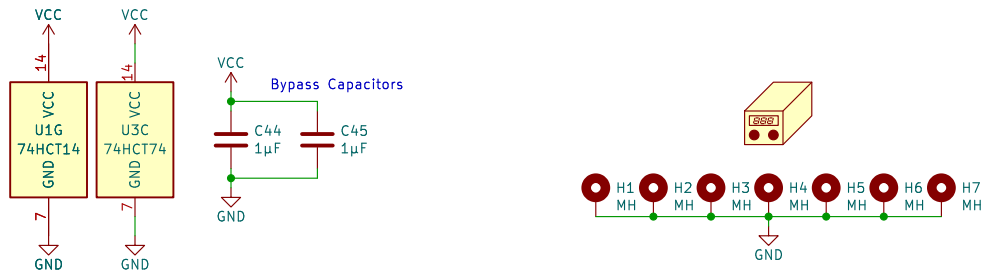 VCC
VCC
14
14
VCC
VCC
U1G
U3C
74HCT14
74HCT74
GND
GND
7
7
GND
GND
VCC
Bypass Capacitors
C44
1µF
C45
1µF
GND
888
H1
MH
H2
MH
H3
MH
H4
MH
H5
MH
H6
MH
H7
MH
GND